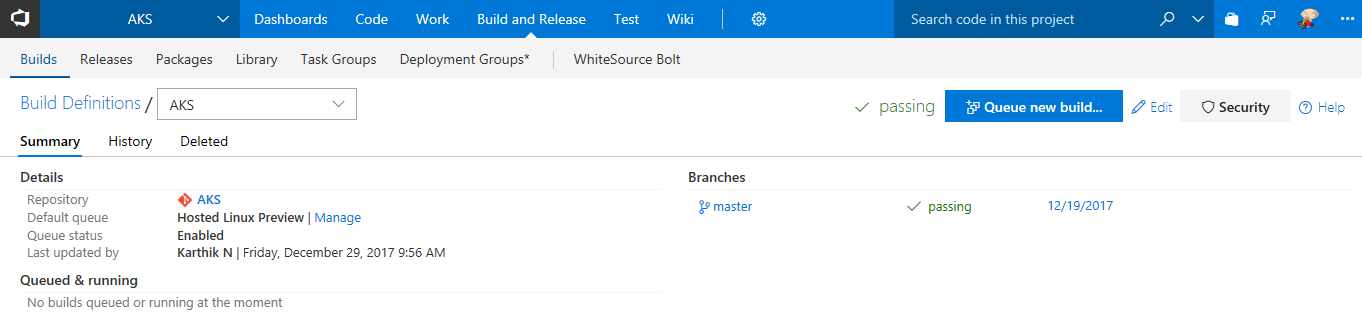 AKS Dashboards Code Work Build and Release Test Wiki Search code in this project
Builds Releases Packages Library Task Groups Deployment Groups* WhiteSource Bolt
Build Definitions / AKS passing Queue new build... Edit Security Help
Summary History Deleted
Details Branches
Repository AKS master passing 12/19/2017
Default queue Hosted Linux Preview | Manage
Queue status Enabled
Last updated by Karthik N | Friday, December 29, 2017 9:56 AM
Queued & running
No builds queued or running at the moment